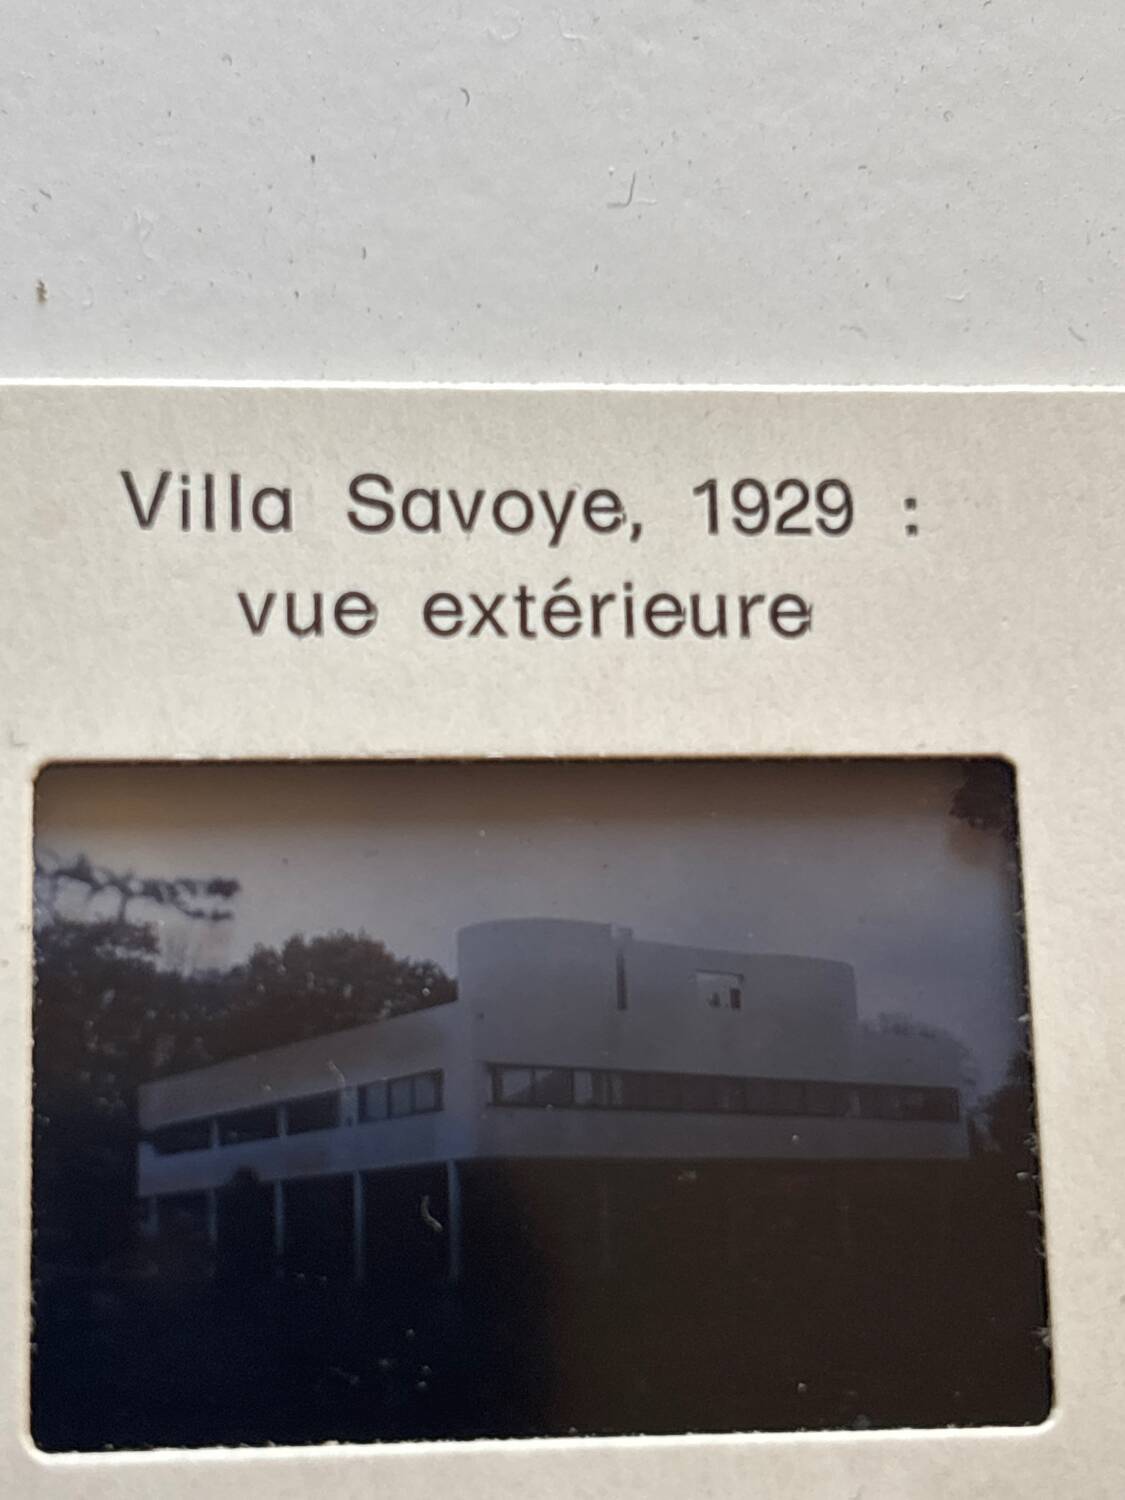 Villa Savoye, 1929 :
vue extérieure